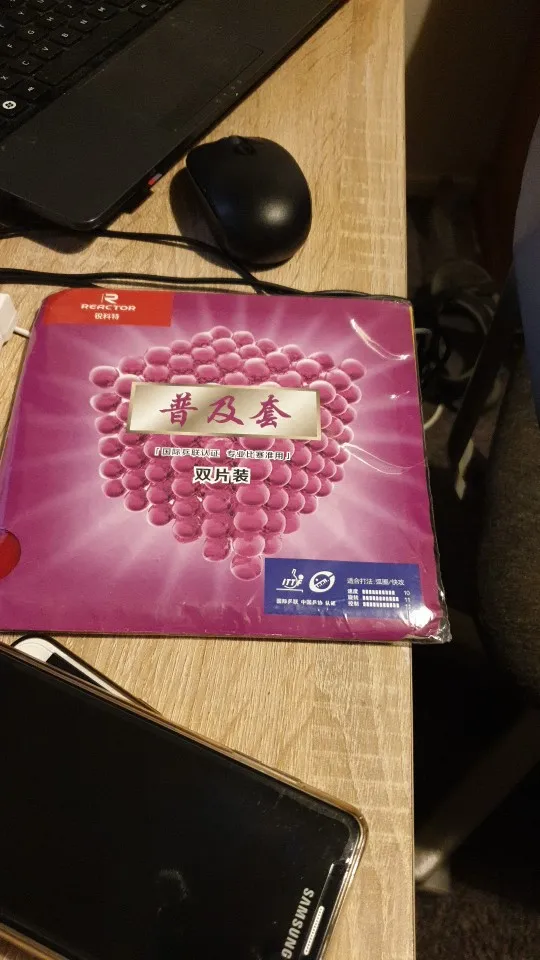 REACTOR
锐科特
普及套
「国际乒联认证 专业比赛准用」
双片装
ITTF
适合打法:弧圈/快攻
速度 10
旋转 11
控制
国际乒联 中国乒协 认证
SAMSUNG